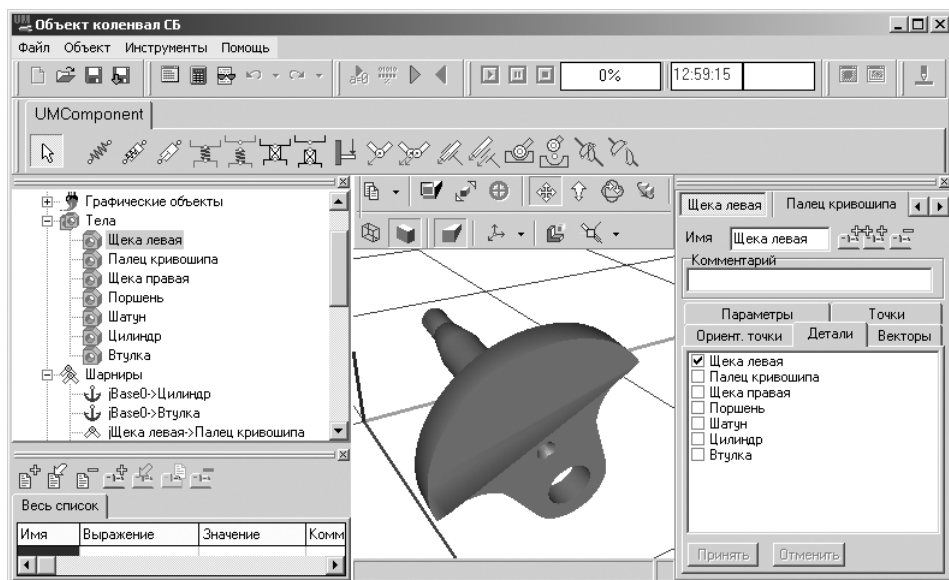 UM Объект коленвал СБ
Файл Объект Инструменты Помощь
a=0 0% 12:59:15
UMComponent
Графические объекты
Тела
Щека левая
Палец кривошипа
Щека правая
Поршень
Шатун
Цилиндр
Втулка
Шарниры
jBase0->Цилиндр
jBase0->Втулка
jЩека левая->Палец кривошипа
Весь список
Имя Выражение Значение Комм
Щека левая Палец кривошипа
Имя Щека левая
Комментарий
Параметры Точки
Ориент. точки Детали Векторы
Щека левая
Палец кривошипа
Щека правая
Поршень
Шатун
Цилиндр
Втулка
Принять Отменить